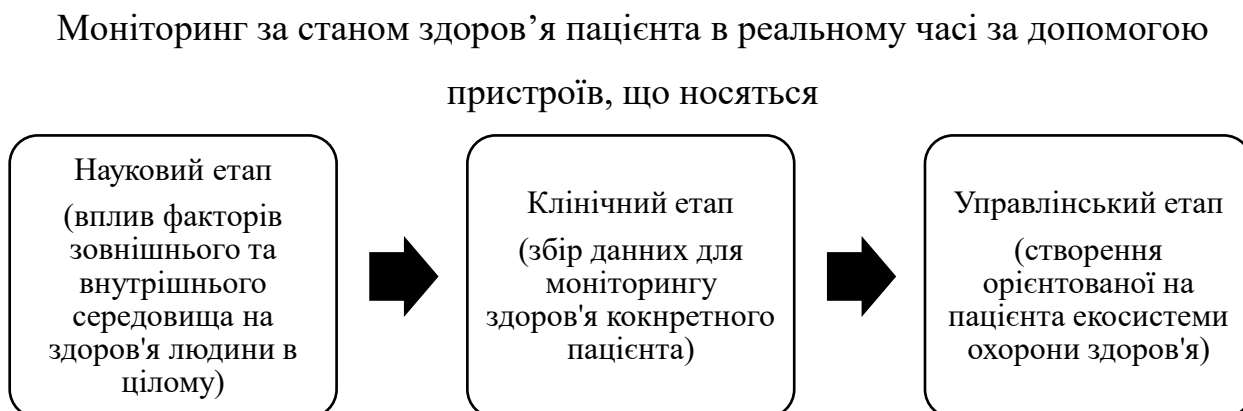 Моніторинг за станом здоров’я пацієнта в реальному часі за допомогою
пристроїв, що носяться
Науковий етап
(вплив факторів
зовнішнього та
внутрішнього
середовища на
здоров'я людини в
цілому)
Клінічний етап
(збір данних для
моніторингу
здоров'я кокнретного
пацієнта)
Управлінський етап
(створення
орієнтованої на
пацієнта екосистеми
охорони здоров'я)